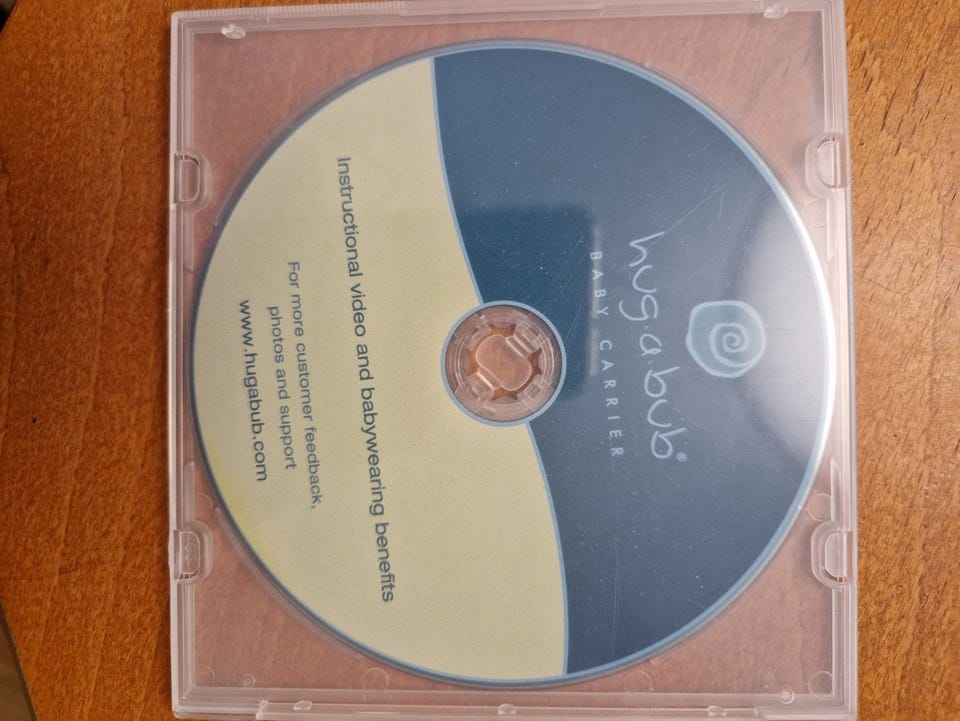 hug.a.bub®
BABY CARRIER
Instructional video and babywearing benefits
For more customer feedback,
photos and support
www.hugabub.com